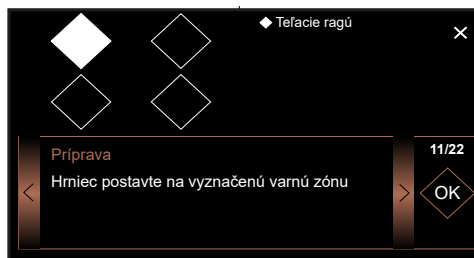 Teľacie ragú
Príprava
11/22
Hrniec postavte na vyznačenú varnú zónu
OK